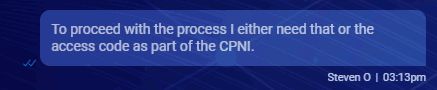 To proceed with the process I either need that or the
access code as part of the CPNI.
Steven O | 03:13pm